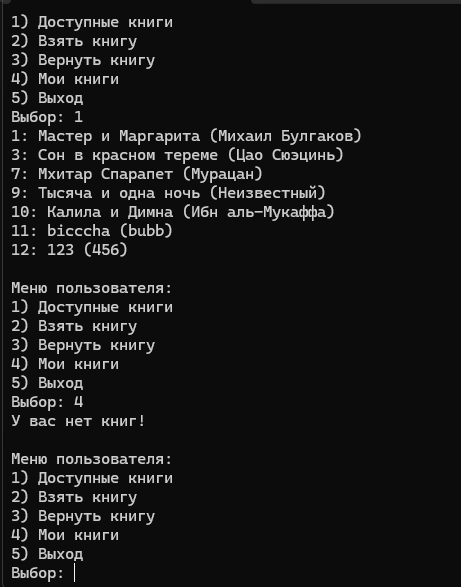 1) Доступные книги
2) Взять книгу
3) Вернуть книгу
4) Мои книги
5) Выход
Выбор: 1
1: Мастер и Маргарита (Михаил Булгаков)
3: Сон в красном тереме (Цао Сюэцинь)
7: Мхитар Спарапет (Мурацан)
9: Тысяча и одна ночь (Неизвестный)
10: Калила и Димна (Ибн аль-Мукаффа)
11: bicccha (bubb)
12: 123 (456)
Меню пользователя:
1) Доступные книги
2) Взять книгу
3) Вернуть книгу
4) Мои книги
5) Выход
Выбор: 4
У вас нет книг!
Меню пользователя:
1) Доступные книги
2) Взять книгу
3) Вернуть книгу
4) Мои книги
5) Выход
Выбор: